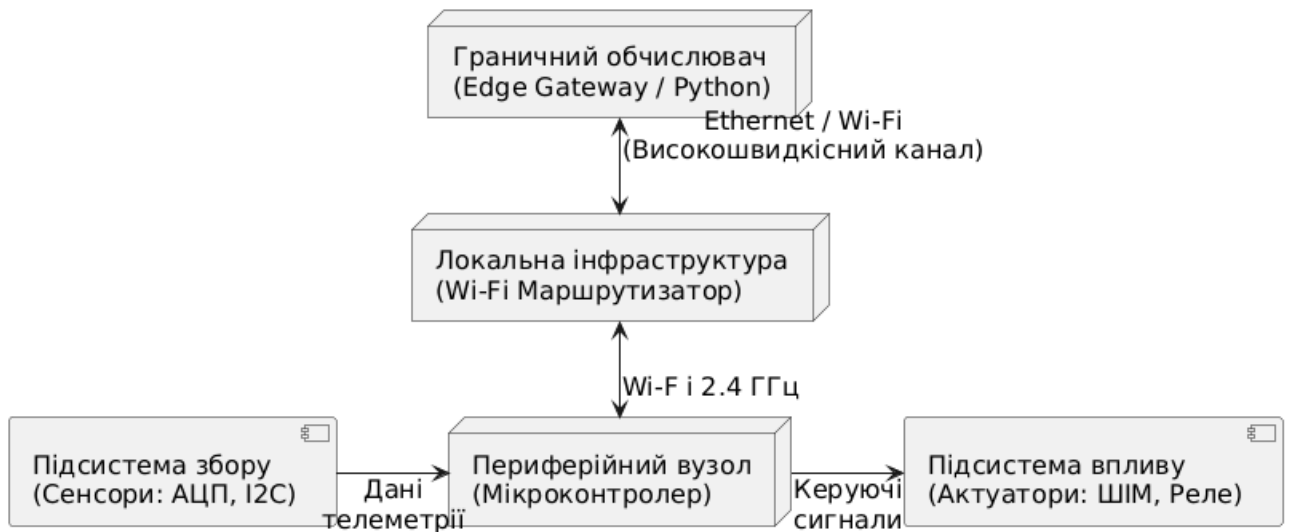 Граничний обчислювач
(Edge Gateway / Python)
Ethernet / Wi-Fi
(Високошвидкісний канал)
Локальна інфраструктура
(Wi-Fi Маршрутизатор)
Wi-F i 2.4 ГГц
Підсистема збору
(Сенсори: АЦП, I2C)
Дані
телеметрії
Периферійний вузол
(Мікроконтролер)
Керуючі
сигнали
Підсистема впливу
(Актуатори: ШІМ, Реле)